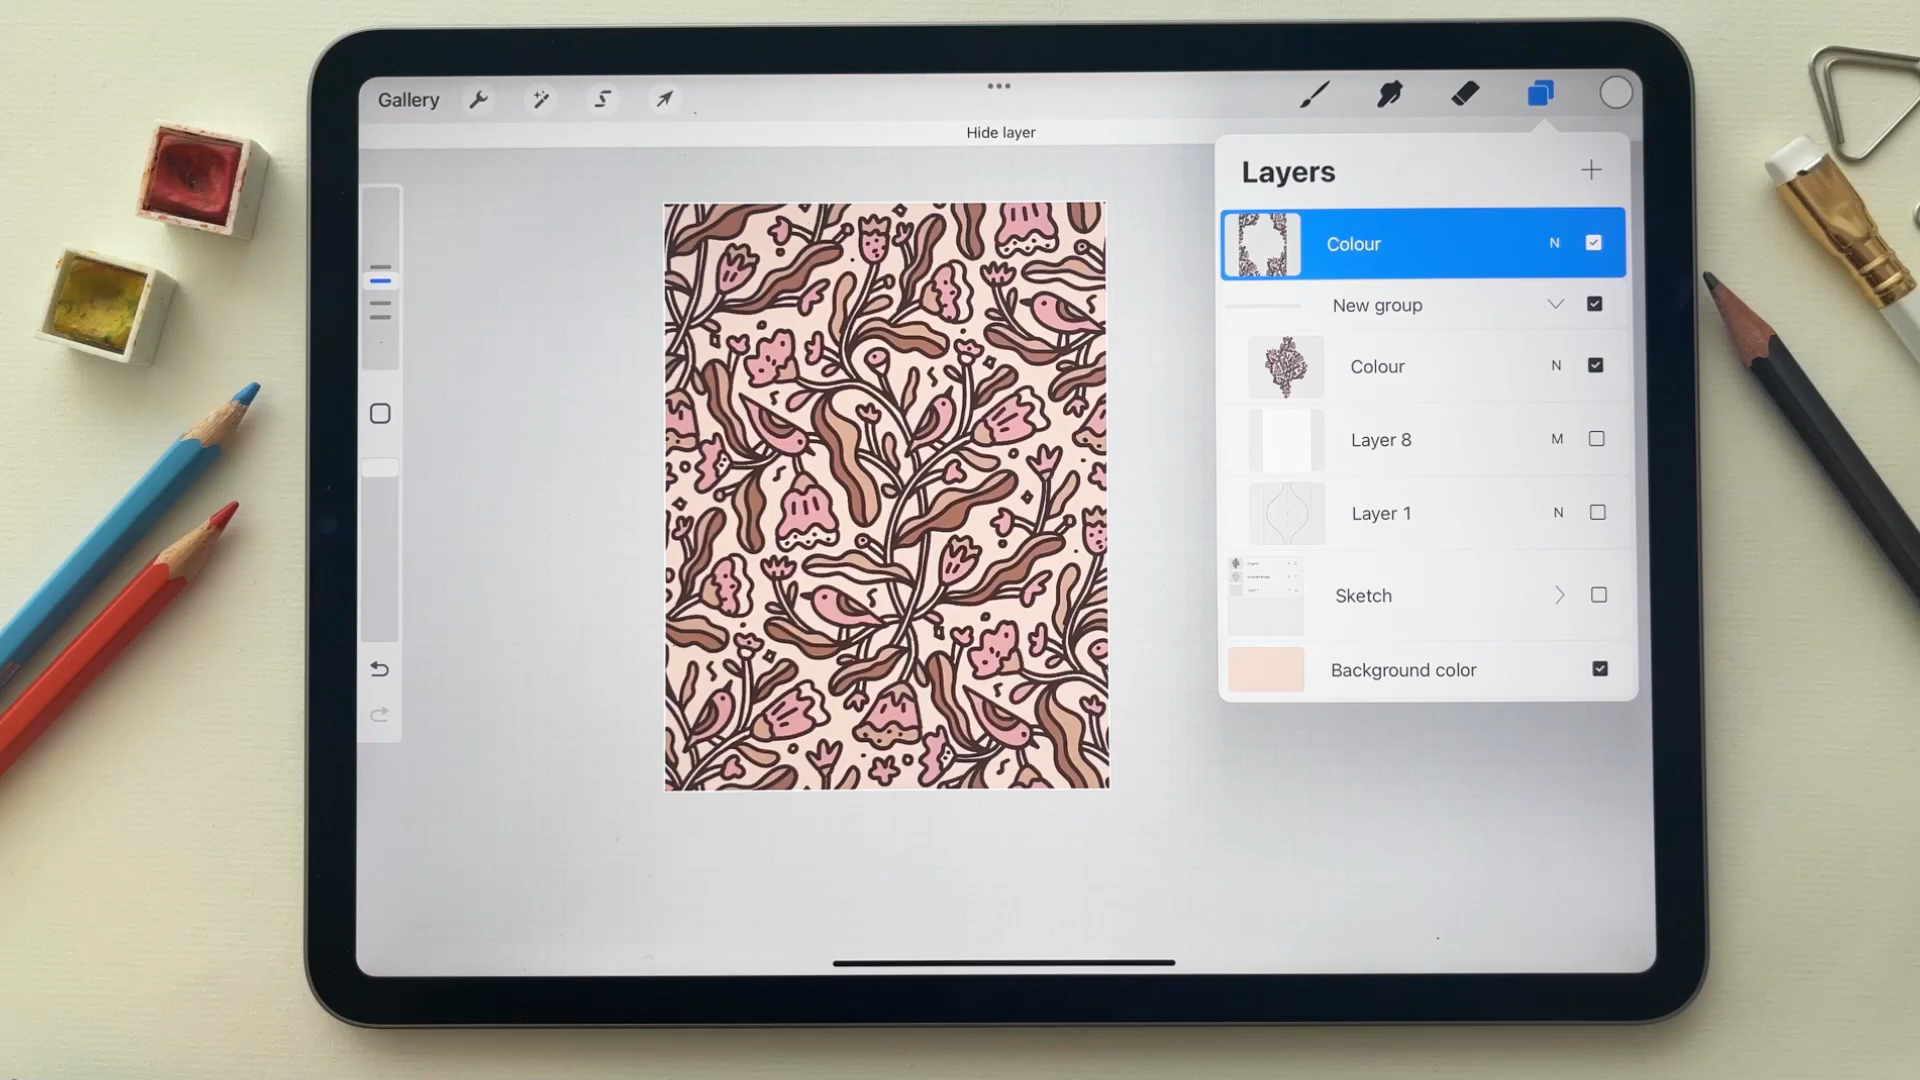 Gallery
Hide layer
Layers
Colour N
New group
Colour N
Layer 8 M
Layer 1 N
Sketch
Background color